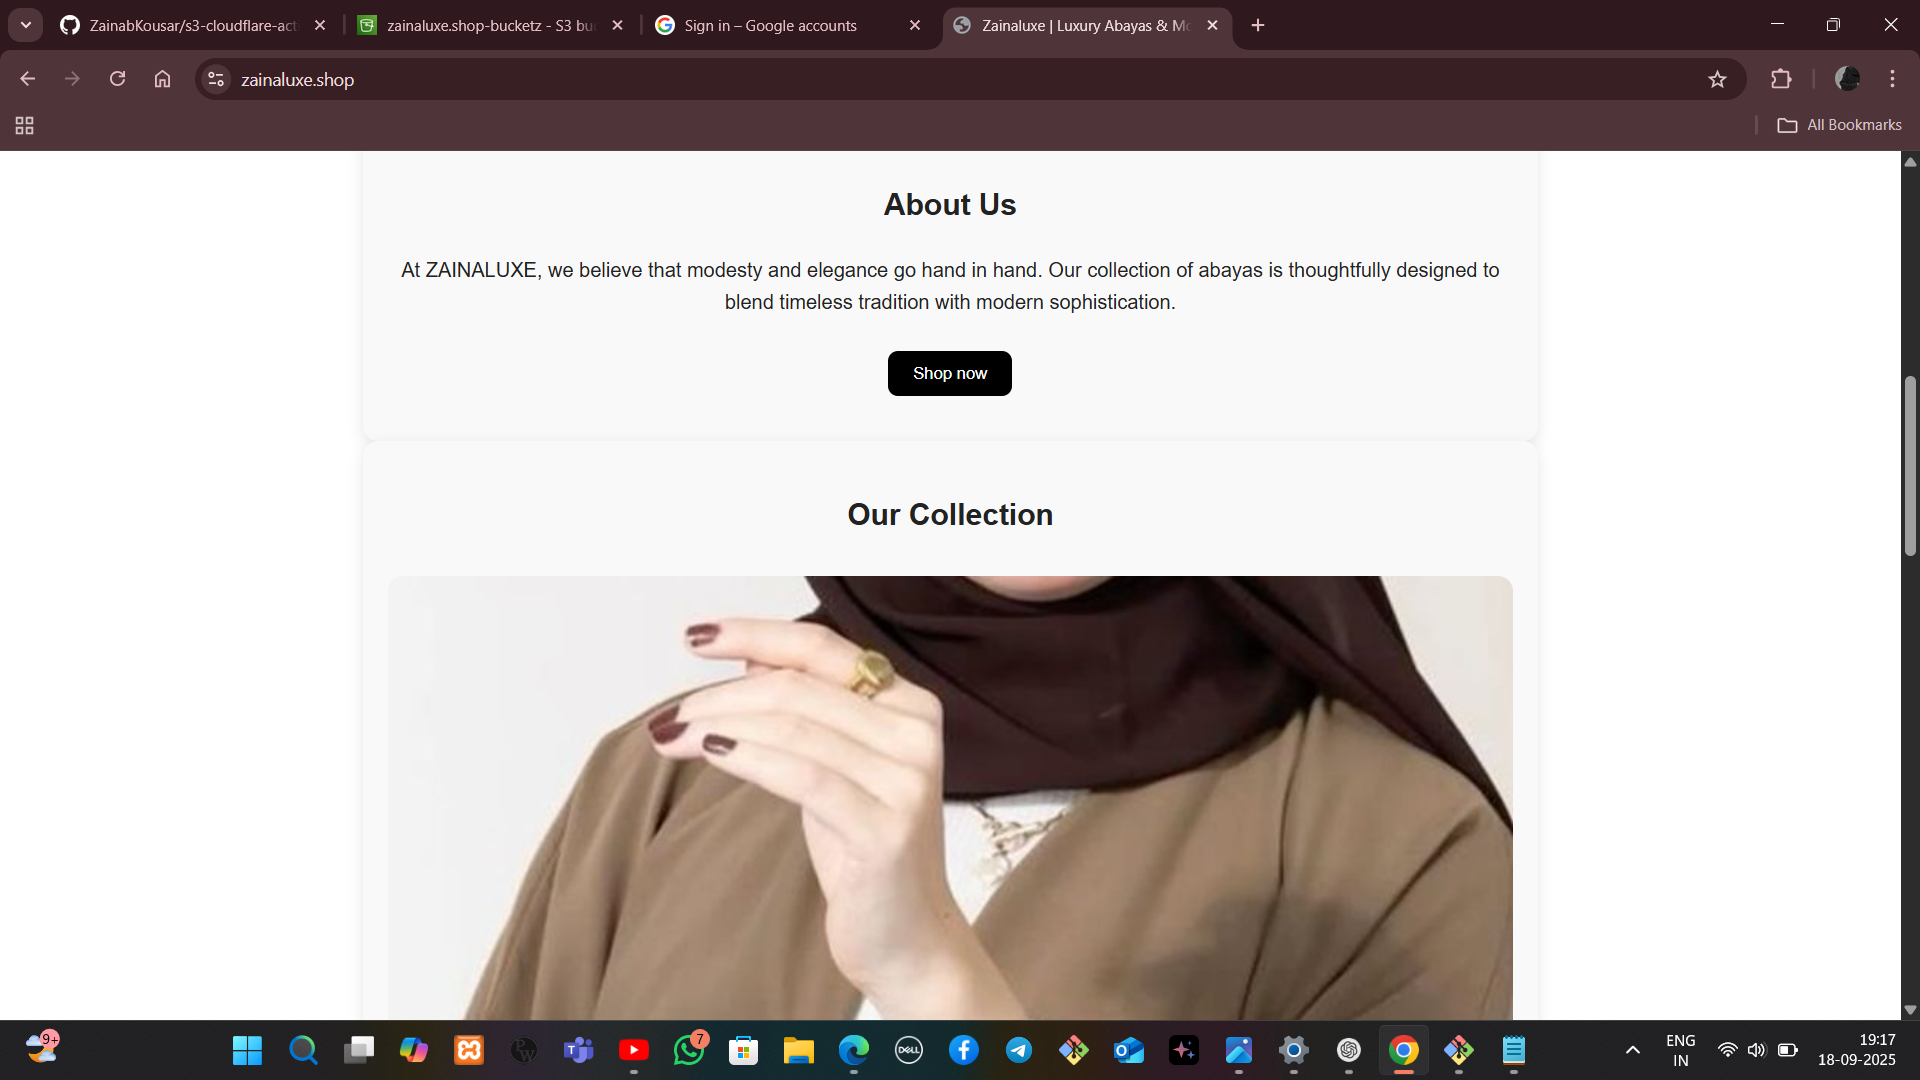 ZainabKousar/s3-cloudflare-act
zainaluxe.shop-bucketz - S3 bu
Sign in – Google accounts
Zainaluxe | Luxury Abayas & Mo
zainaluxe.shop
All Bookmarks
About Us
At ZAINALUXE, we believe that modesty and elegance go hand in hand. Our collection of abayas is thoughtfully designed to
blend timeless tradition with modern sophistication.
Shop now
Our Collection
9+
PW
T
7
DELL
O
ENG
IN
19:17
18-09-2025